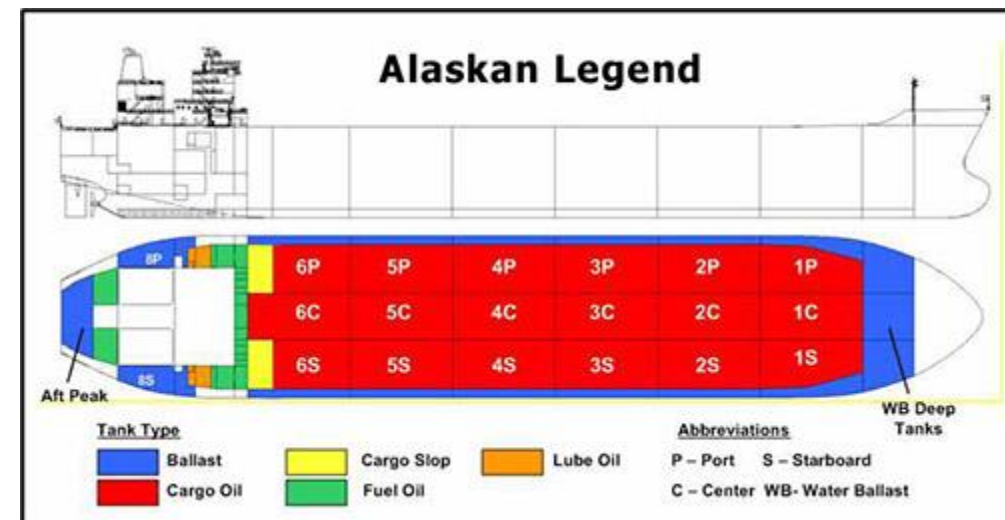 Alaskan Legend
8P
6P 5P 4P 3P 2P 1P
6C 5C 4C 3C 2C 1C
6S 5S 4S 3S 2S 1S
8S
Aft Peak
WB Deep
Tanks
Tank Type
Ballast
Cargo Slop
Lube Oil
Cargo Oil
Fuel Oil
Abbreviations
P – Port S – Starboard
C – Center WB- Water Ballast